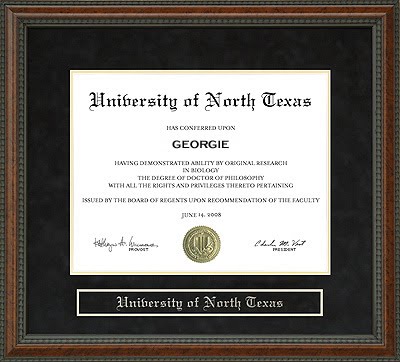 University of North Texas
HAS CONFERRED UPON
GEORGIE
HAVING DEMONSTRATED ABILITY BY ORIGINAL RESEARCH
IN BIOLOGY
THE DEGREE OF DOCTOR OF PHILOSOPHY
WITH ALL THE RIGHTS AND PRIVILEGES THERETO PERTAINING
ISSUED BY THE BOARD OF REGENTS UPON RECOMMENDATION OF THE FACULTY
JUNE 14, 2008
PROVOST
Charles M. Vest
PRESIDENT
University of North Texas